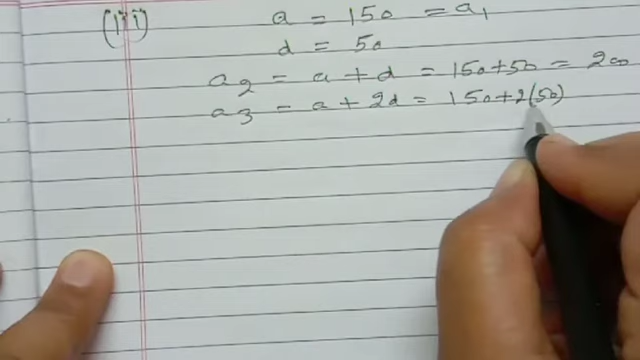 (iii) a = 150 = a₁
d = 50
a₂ = a + d = 150+50 = 200
a₃ = a + 2d = 150+2(50)